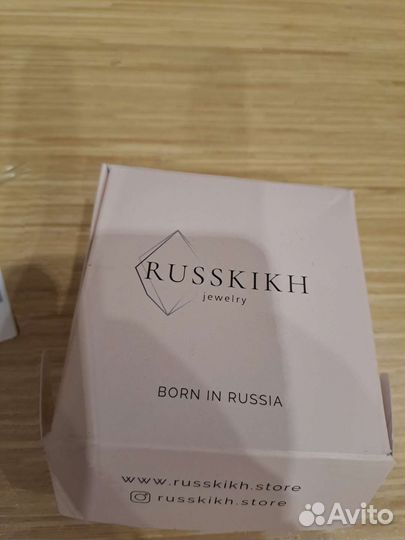 RUSSKIKH
jewelry
BORN IN RUSSIA
www.russkikh.store
russkikh.store
Avito